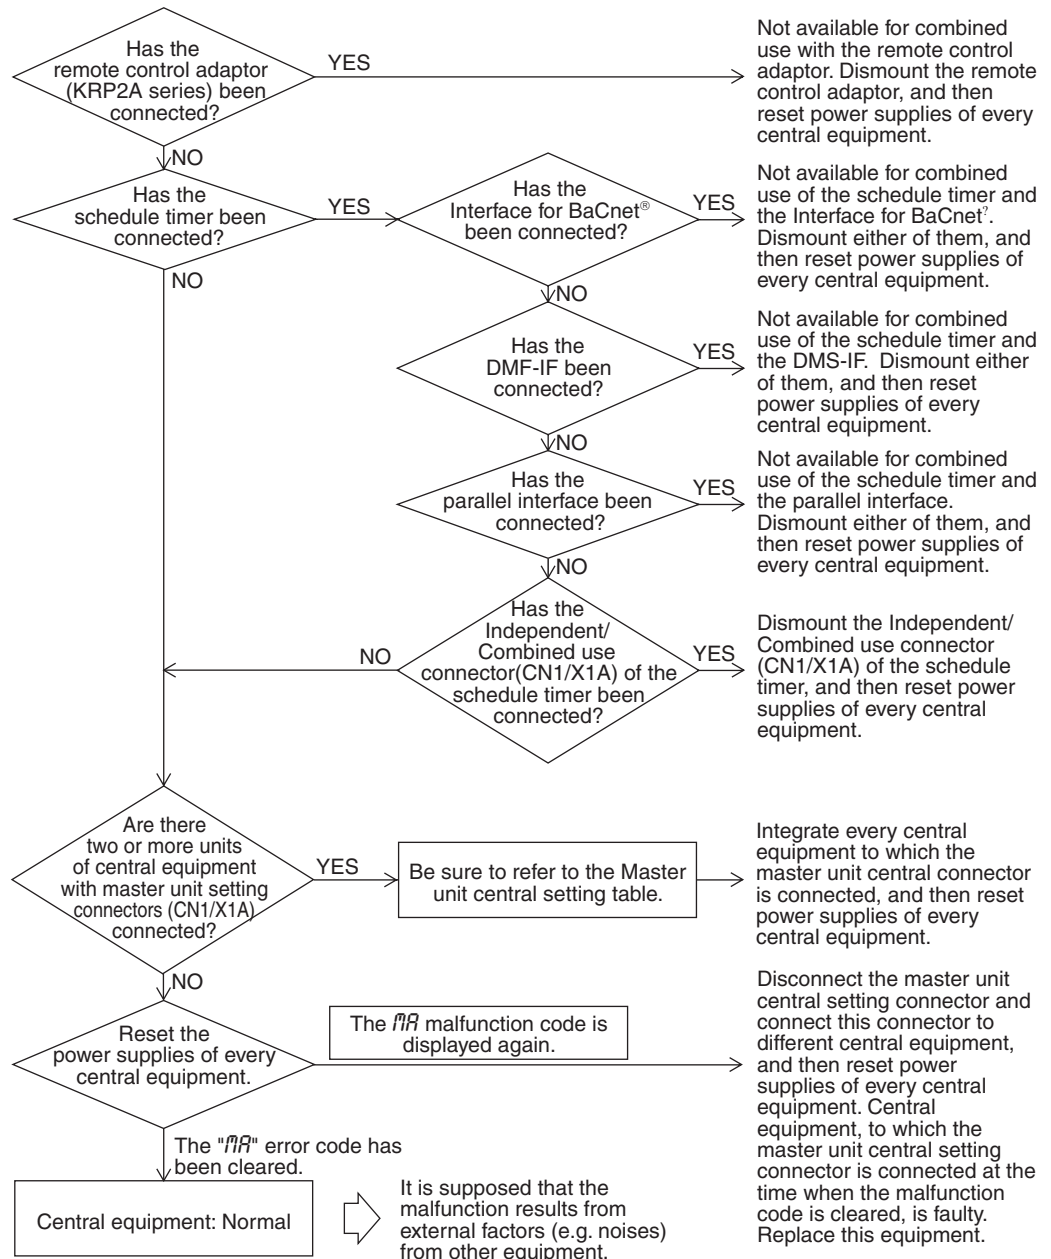 Has the
remote control adaptor
(KRP2A series) been
connected?
YES
Not available for combined
use with the remote control
adaptor. Dismount the remote
control adaptor, and then
reset power supplies of every
central equipment.
NO
Has the
schedule timer been
connected?
YES
Has the
Interface for BaCnet®
been connected?
YES
Not available for combined
use of the schedule timer and
the Interface for BaCnet?.
Dismount either of them, and
then reset power supplies of
every central equipment.
NO
NO
Has the
DMF-IF been
connected?
YES
Not available for combined
use of the schedule timer and
the DMS-IF. Dismount either
of them, and then reset
power supplies of every
central equipment.
NO
Has the
parallel interface been
connected?
YES
Not available for combined
use of the schedule timer and
the parallel interface.
Dismount either of them, and
then reset power supplies of
every central equipment.
NO
Has the
Independent/
Combined use
connector(CN1/X1A) of the
schedule timer been
connected?
NO
YES
Dismount the Independent/
Combined use connector
(CN1/X1A) of the schedule
timer, and then reset power
supplies of every central
equipment.
Are there
two or more units
of central equipment
with master unit setting
connectors (CN1/X1A)
connected?
YES
Be sure to refer to the Master
unit central setting table.
Integrate every central
equipment to which the
master unit central connector
is connected, and then reset
power supplies of every
central equipment.
NO
Reset the
power supplies of every
central equipment.
The MA malfunction code is
displayed again.
Disconnect the master unit
central setting connector and
connect this connector to
different central equipment,
and then reset power
supplies of every central
equipment. Central
equipment, to which the
master unit central setting
connector is connected at the
time when the malfunction
code is cleared, is faulty.
Replace this equipment.
The "MA" error code has
been cleared.
Central equipment: Normal
It is supposed that the
malfunction results from
external factors (e.g. noises)
from other equipment.